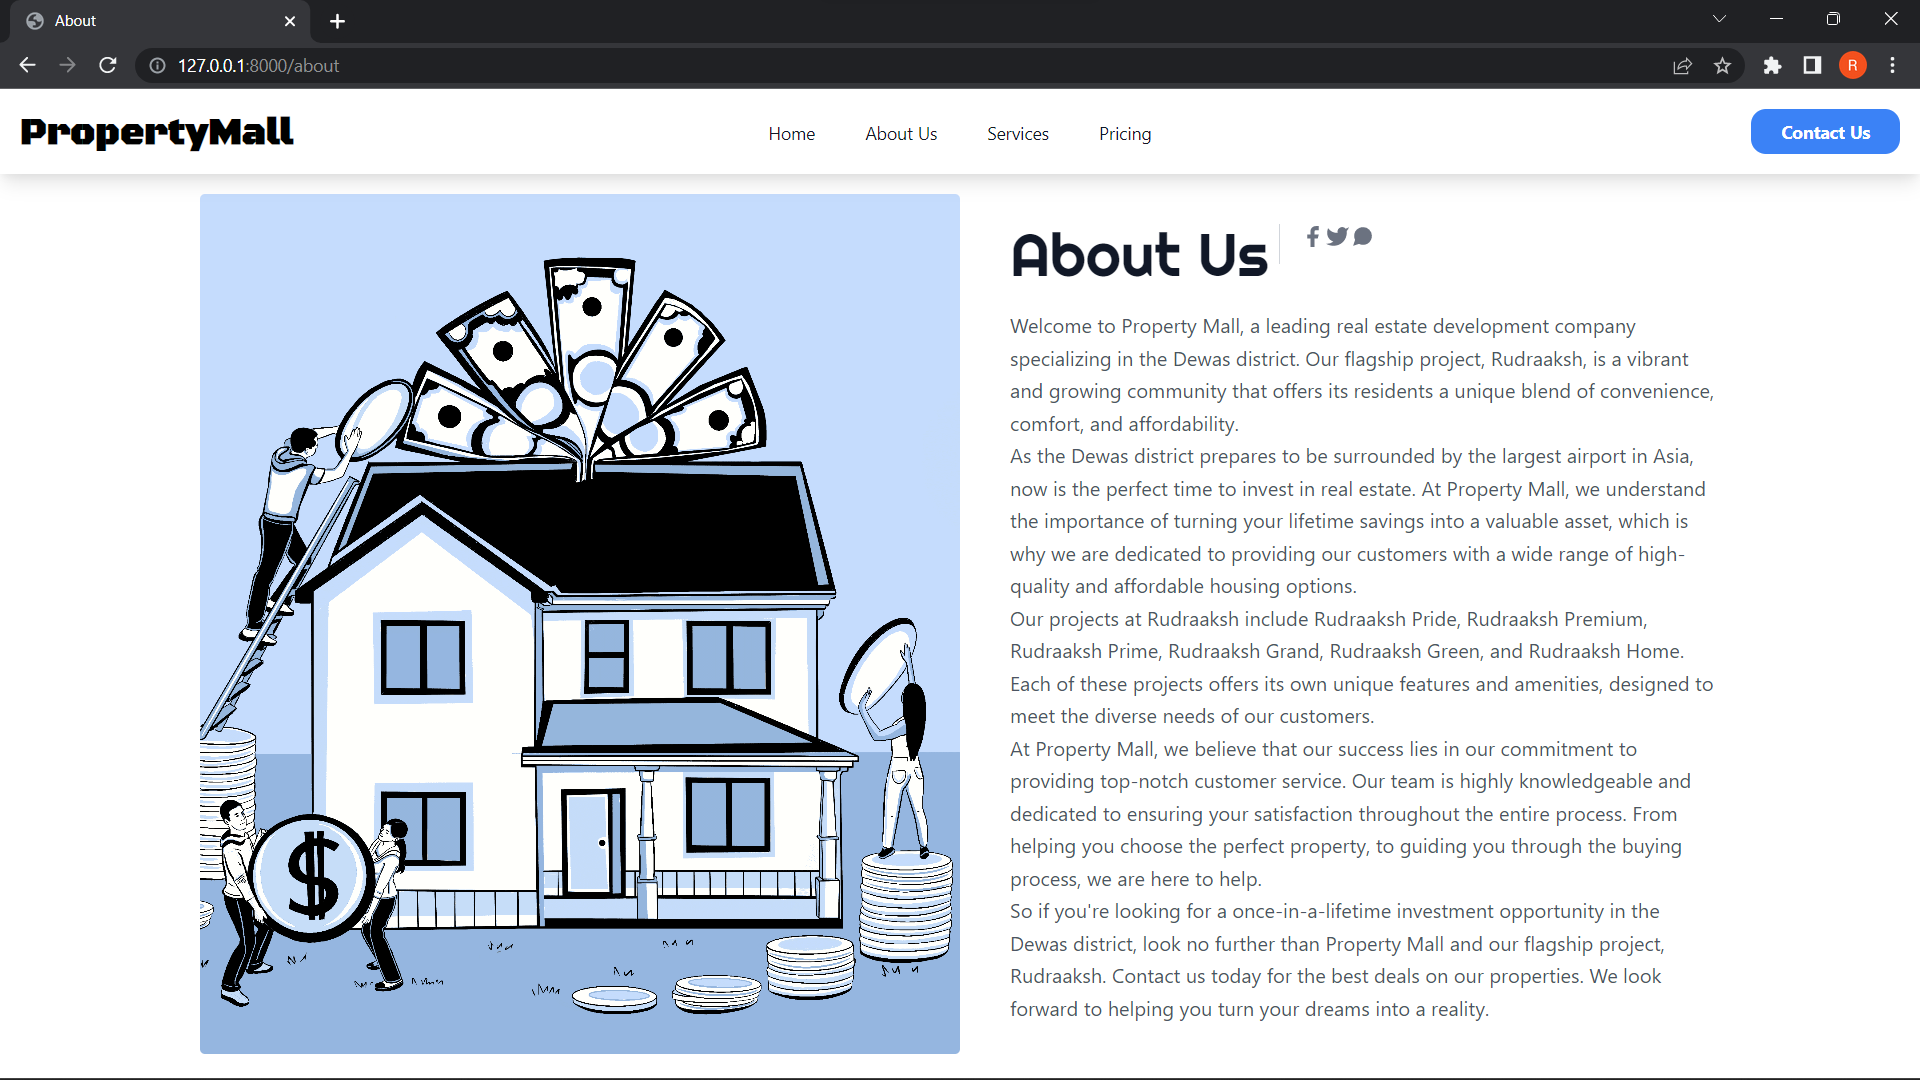 About
127.0.0.1:8000/about
R
PropertyMall
Home
About Us
Services
Pricing
Contact Us
About Us
Welcome to Property Mall, a leading real estate development company
specializing in the Dewas district. Our flagship project, Rudraaksh, is a vibrant
and growing community that offers its residents a unique blend of convenience,
comfort, and affordability.
As the Dewas district prepares to be surrounded by the largest airport in Asia,
now is the perfect time to invest in real estate. At Property Mall, we understand
the importance of turning your lifetime savings into a valuable asset, which is
why we are dedicated to providing our customers with a wide range of high-
quality and affordable housing options.
Our projects at Rudraaksh include Rudraaksh Pride, Rudraaksh Premium,
Rudraaksh Prime, Rudraaksh Grand, Rudraaksh Green, and Rudraaksh Home.
Each of these projects offers its own unique features and amenities, designed to
meet the diverse needs of our customers.
At Property Mall, we believe that our success lies in our commitment to
providing top-notch customer service. Our team is highly knowledgeable and
dedicated to ensuring your satisfaction throughout the entire process. From
helping you choose the perfect property, to guiding you through the buying
process, we are here to help.
So if you're looking for a once-in-a-lifetime investment opportunity in the
Dewas district, look no further than Property Mall and our flagship project,
Rudraaksh. Contact us today for the best deals on our properties. We look
forward to helping you turn your dreams into a reality.
$